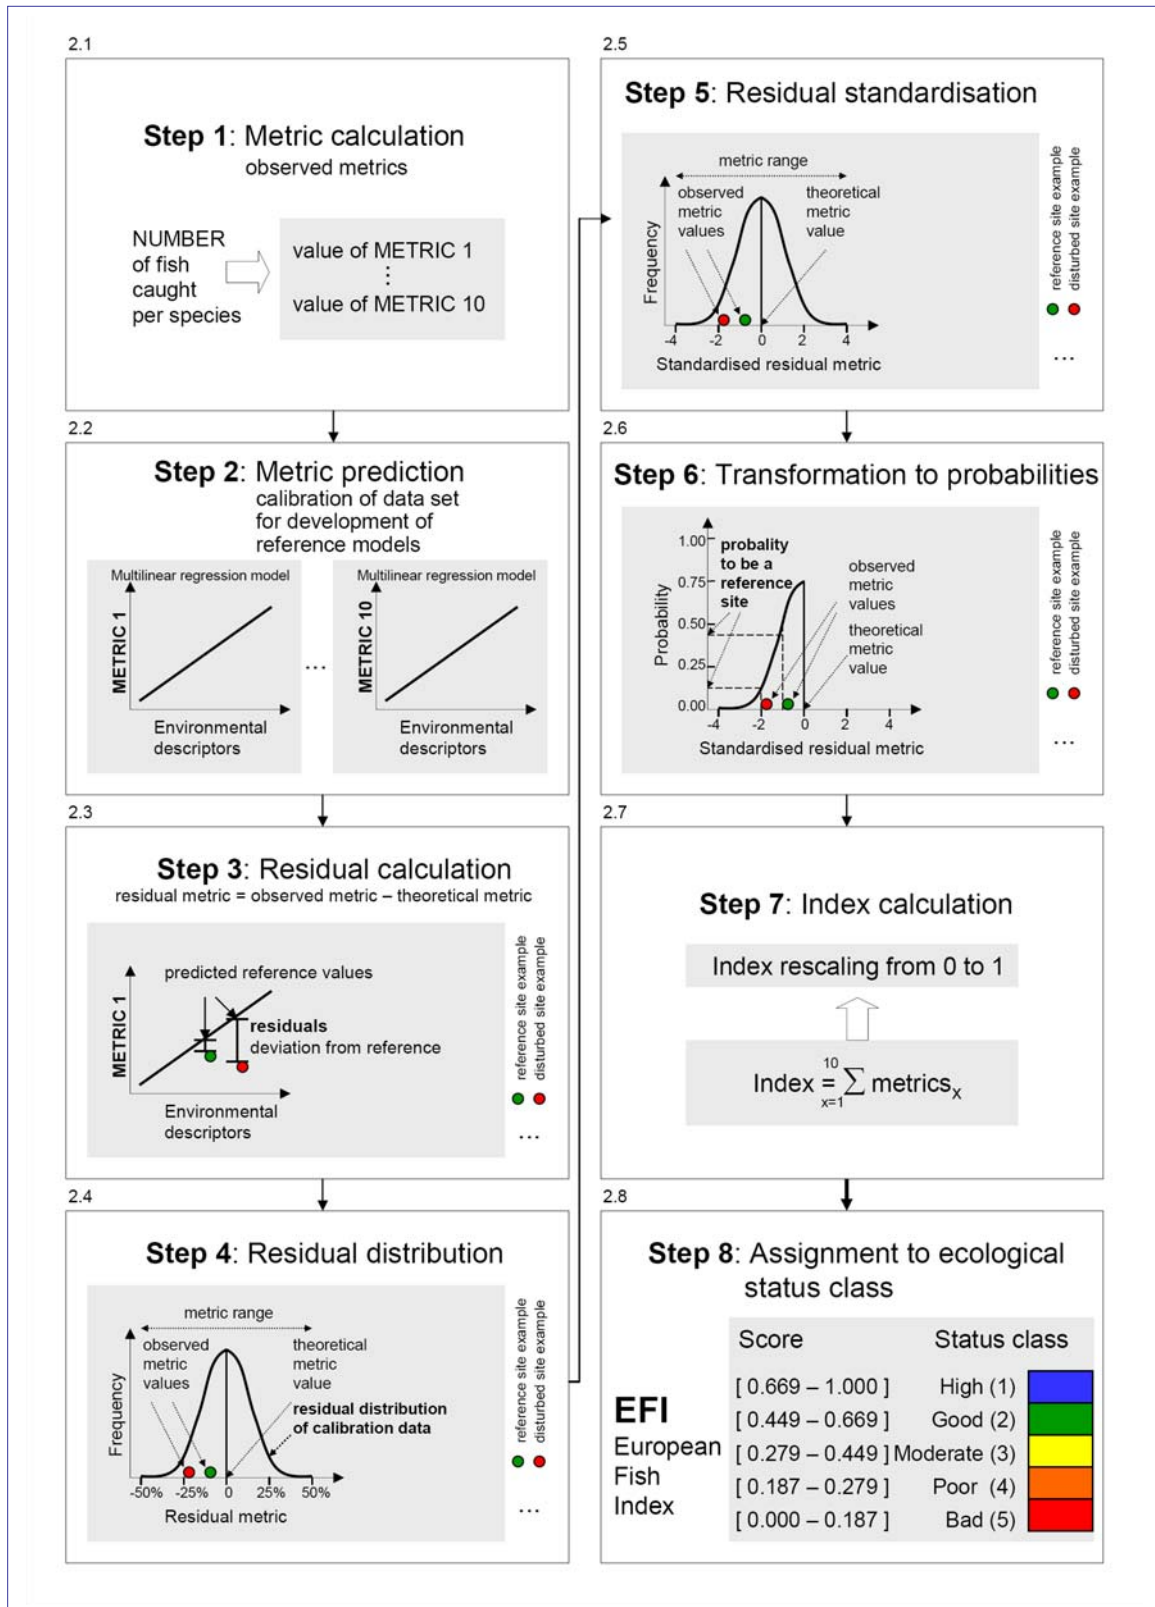 2.1
Step 1: Metric calculation
observed metrics
NUMBER
of fish
caught
per species
value of METRIC 1
⋮
value of METRIC 10
2.2
Step 2: Metric prediction
calibration of data set
for development of
reference models
Multilinear regression model
METRIC 1
Environmental
descriptors
...
Multilinear regression model
METRIC 10
Environmental
descriptors
2.3
Step 3: Residual calculation
residual metric = observed metric – theoretical metric
predicted reference values
METRIC 1
residuals
deviation from reference
Environmental
descriptors
reference site example
disturbed site example
...
2.4
Step 4: Residual distribution
metric range
observed
metric
values
theoretical
metric
value
residual distribution
of calibration data
Frequency
-50% -25% 0 25% 50%
Residual metric
reference site example
disturbed site example
...
2.5
Step 5: Residual standardisation
metric range
observed
metric
values
theoretical
metric
value
Frequency
-4 -2 0 2 4
Standardised residual metric
reference site example
disturbed site example
...
2.6
Step 6: Transformation to probabilities
1.00
0.75
0.50
0.25
0.00
Probability
probality
to be a
reference
site
observed
metric
values
theoretical
metric
value
-4 -2 0 2 4
Standardised residual metric
reference site example
disturbed site example
...
2.7
Step 7: Index calculation
Index rescaling from 0 to 1
10
Index = ∑ metricsx
x=1
2.8
Step 8: Assignment to ecological
status class
EFI
European
Fish
Index
Score Status class
[ 0.669 – 1.000 ] High (1)
[ 0.449 – 0.669 ] Good (2)
[ 0.279 – 0.449 ] Moderate (3)
[ 0.187 – 0.279 ] Poor (4)
[ 0.000 – 0.187 ] Bad (5)